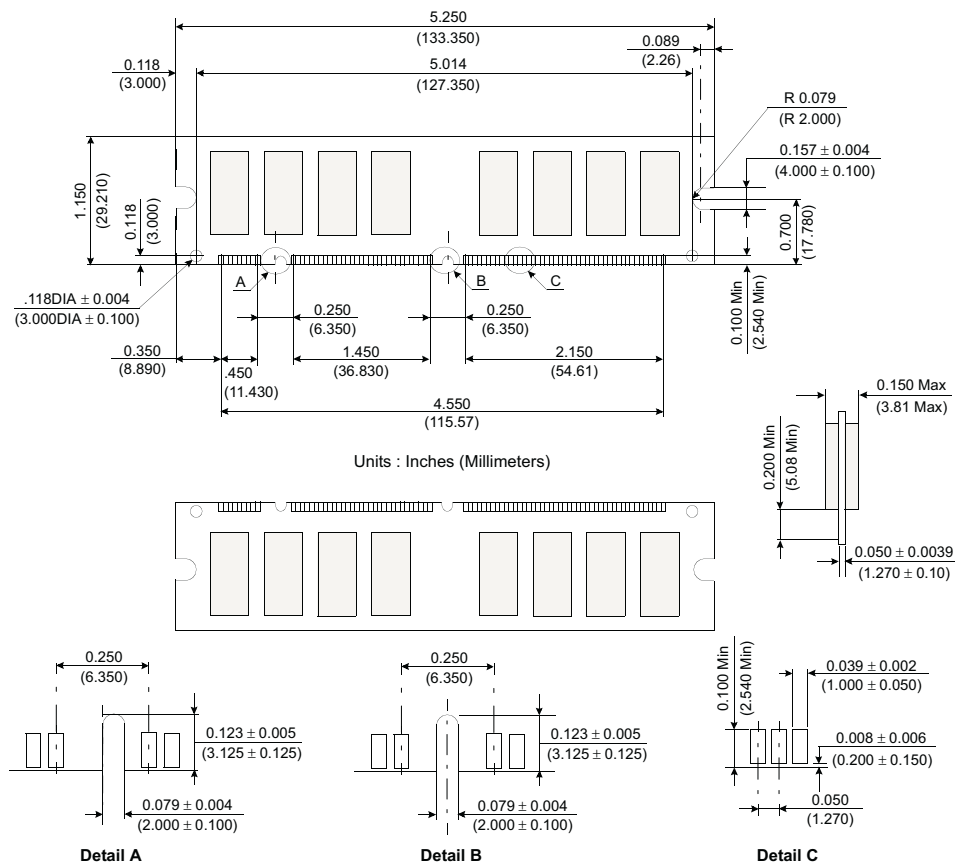 5.250
(133.350)
0.089
(2.26)
0.118
(3.000)
5.014
(127.350)
R 0.079
(R 2.000)
0.157 ± 0.004
(4.000 ± 0.100)
1.150
(29.210)
0.118
(3.000)
0.700
(17.780)
A
B
C
.118DIA ± 0.004
(3.000DIA ± 0.100)
0.250
(6.350)
0.250
(6.350)
0.100 Min
(2.540 Min)
0.350
(8.890)
.450
(11.430)
1.450
(36.830)
2.150
(54.61)
4.550
(115.57)
0.150 Max
(3.81 Max)
0.200 Min
(5.08 Min)
Units : Inches (Millimeters)
0.050 ± 0.0039
(1.270 ± 0.10)
0.250
(6.350)
0.123 ± 0.005
(3.125 ± 0.125)
0.079 ± 0.004
(2.000 ± 0.100)
Detail A
0.250
(6.350)
0.123 ± 0.005
(3.125 ± 0.125)
0.079 ± 0.004
(2.000 ± 0.100)
Detail B
0.100 Min
(2.540 Min)
0.039 ± 0.002
(1.000 ± 0.050)
0.008 ± 0.006
(0.200 ± 0.150)
0.050
(1.270)
Detail C